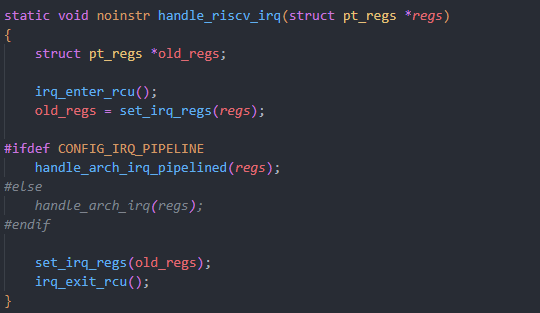 static void noinstr handle_riscv_irq(struct pt_regs *regs)
{
    struct pt_regs *old_regs;

    irq_enter_rcu();
    old_regs = set_irq_regs(regs);

#ifdef CONFIG_IRQ_PIPELINE
    handle_arch_irq_pipelined(regs);
#else
    handle_arch_irq(regs);
#endif

    set_irq_regs(old_regs);
    irq_exit_rcu();
}